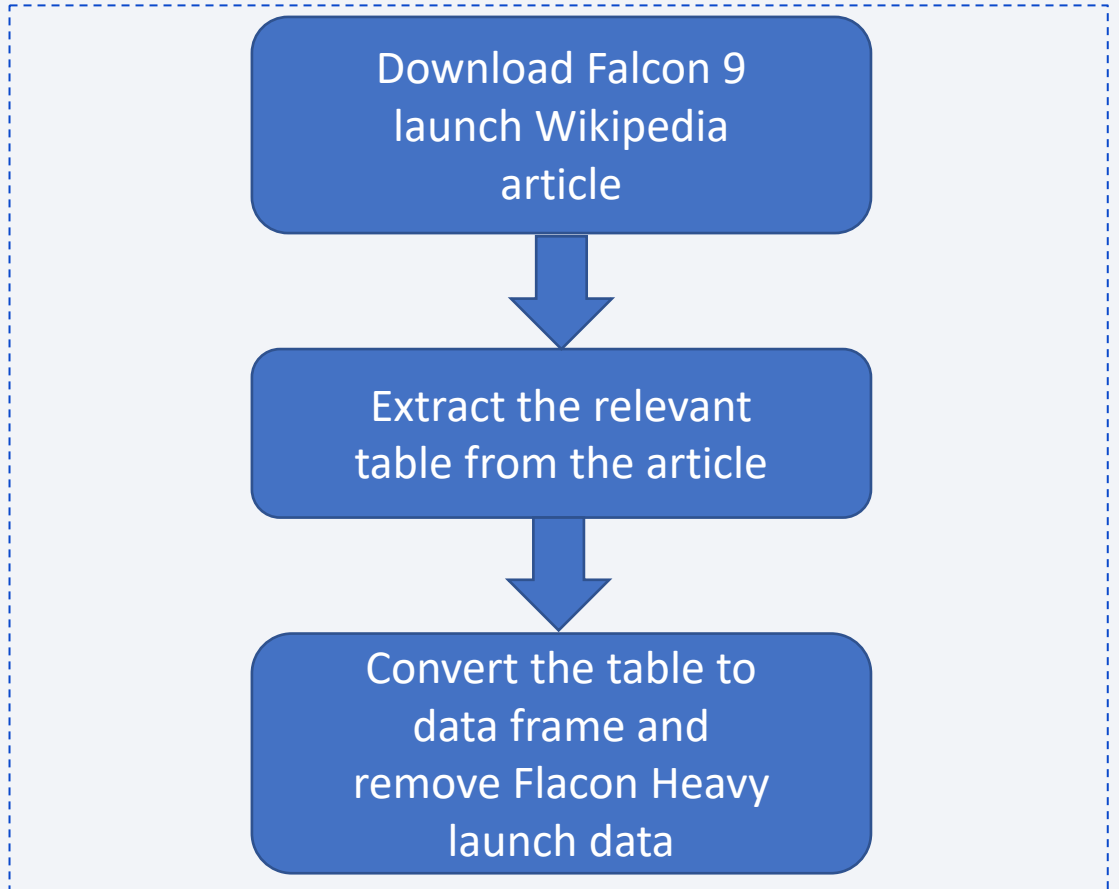 Download Falcon 9
launch Wikipedia
article
Extract the relevant
table from the article
Convert the table to
data frame and
remove Flacon Heavy
launch data